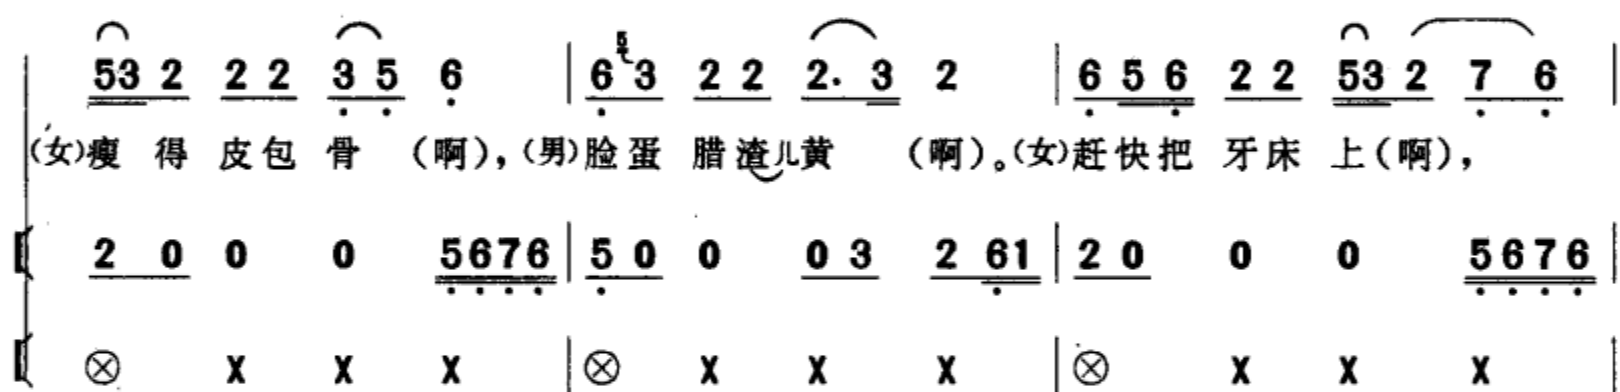 53 2 2 2 3 5 6 | 6 5 3 2 2 2. 3 2 | 6 5 6 2 2 53 2 7 6 |
(女)瘦 得 皮包 骨 (啊),(男)脸蛋 腊渣儿黄 (啊)。(女)赶快把 牙床 上(啊),
2 0 0 0 5676 | 5 0 0 0 3 2 61 | 2 0 0 0 5676 |
⊗ X X X | ⊗ X X X | ⊗ X X X |